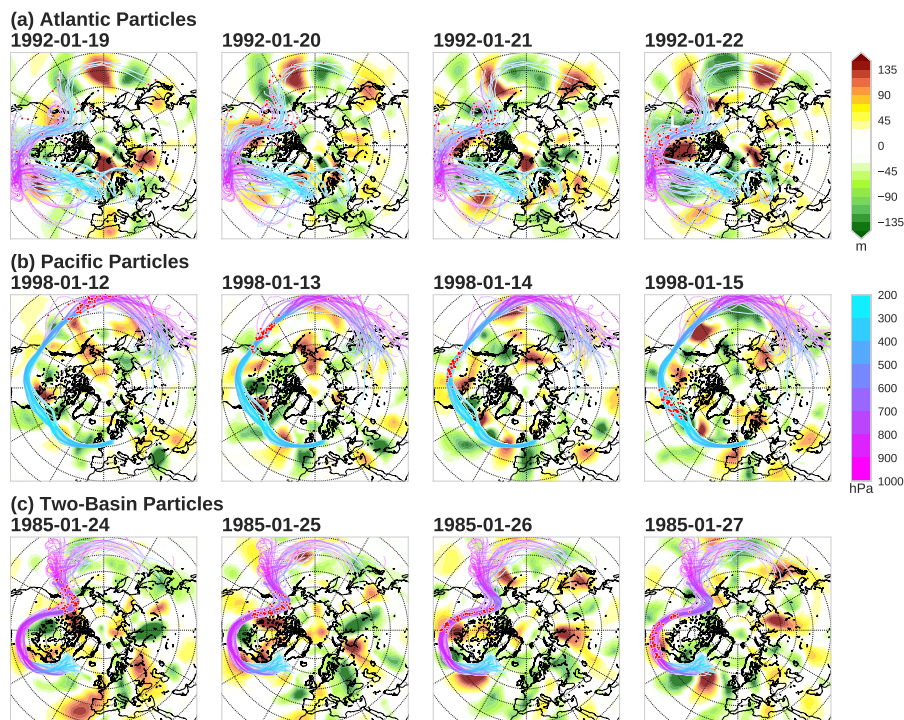 (a) Atlantic Particles
1992-01-19 1992-01-20 1992-01-21 1992-01-22
135
90
45
0
−45
−90
−135
m
(b) Pacific Particles
1998-01-12 1998-01-13 1998-01-14 1998-01-15
200
300
400
500
600
700
800
900
1000
hPa
(c) Two-Basin Particles
1985-01-24 1985-01-25 1985-01-26 1985-01-27